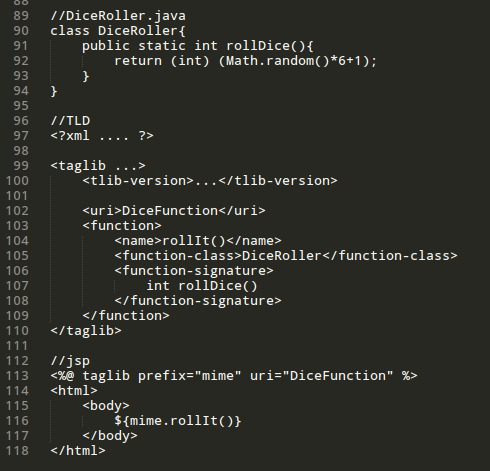 88
89 //DiceRoller.java
90 class DiceRoller{
91     public static int rollDice(){
92         return (int) (Math.random()*6+1);
93     }
94 }
95
96 //TLD
97 <?xml .... ?>
98
99 <taglib ...>
100     <tlib-version>...</tlib-version>
101
102     <uri>DiceFunction</uri>
103     <function>
104         <name>rollIt()</name>
105         <function-class>DiceRoller</function-class>
106         <function-signature>
107             int rollDice()
108         </function-signature>
109     </function>
110 </taglib>
111
112 //jsp
113 <%@ taglib prefix="mime" uri="DiceFunction" %>
114 <html>
115     <body>
116         ${mime.rollIt()}
117     </body>
118 </html>